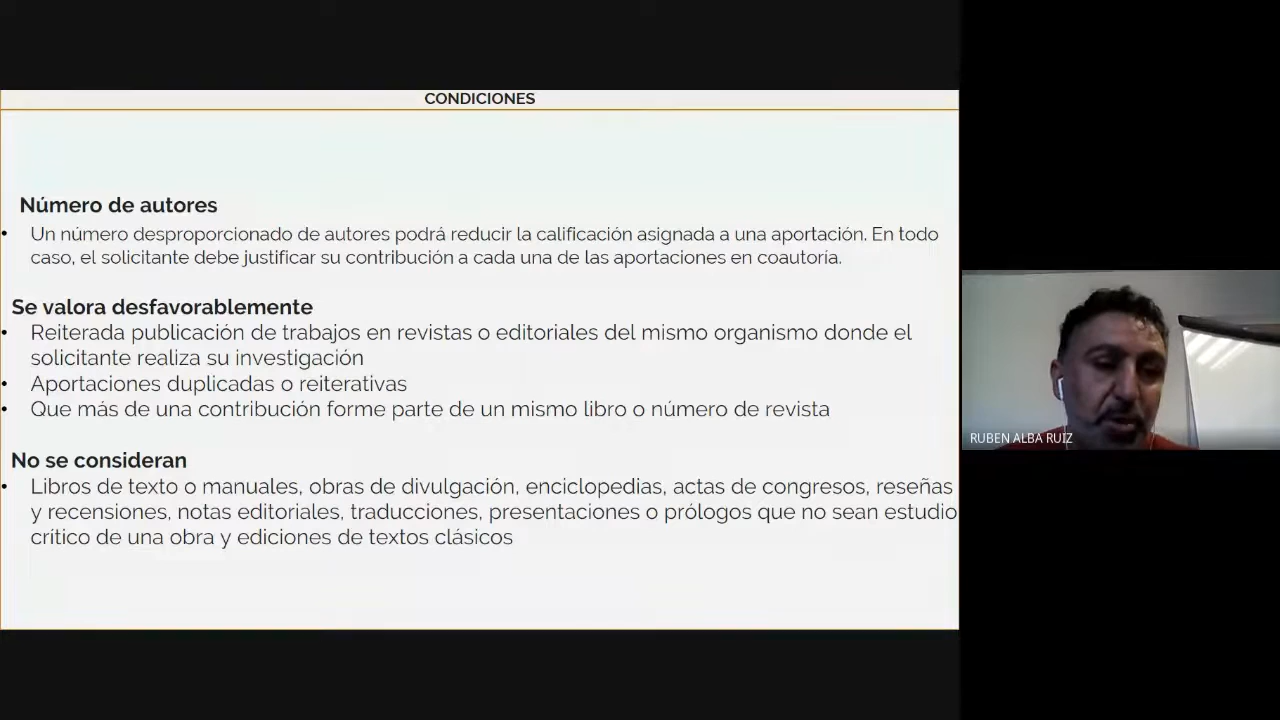 CONDICIONES
Número de autores
• Un número desproporcionado de autores podrá reducir la calificación asignada a una aportación. En todo
caso, el solicitante debe justificar su contribución a cada una de las aportaciones en coautoría.
Se valora desfavorablemente
• Reiterada publicación de trabajos en revistas o editoriales del mismo organismo donde el
solicitante realiza su investigación
• Aportaciones duplicadas o reiterativas
• Que más de una contribución forme parte de un mismo libro o número de revista
No se consideran
• Libros de texto o manuales, obras de divulgación, enciclopedias, actas de congresos, reseñas
y recensiones, notas editoriales, traducciones, presentaciones o prólogos que no sean estudio
crítico de una obra y ediciones de textos clásicos
RUBEN ALBA RUIZ